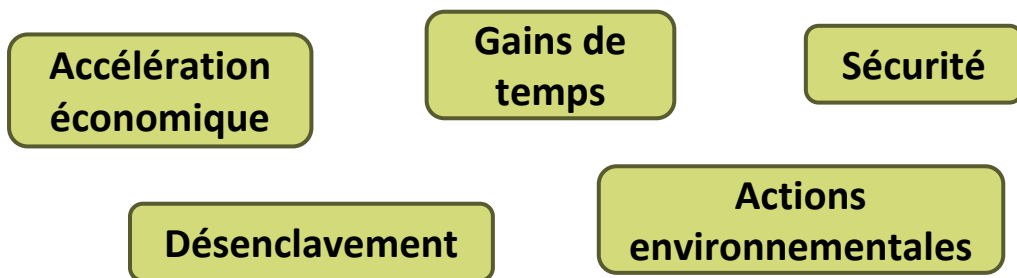 Accélération
économique
Gains de
temps
Sécurité
Désenclavement
Actions
environnementales